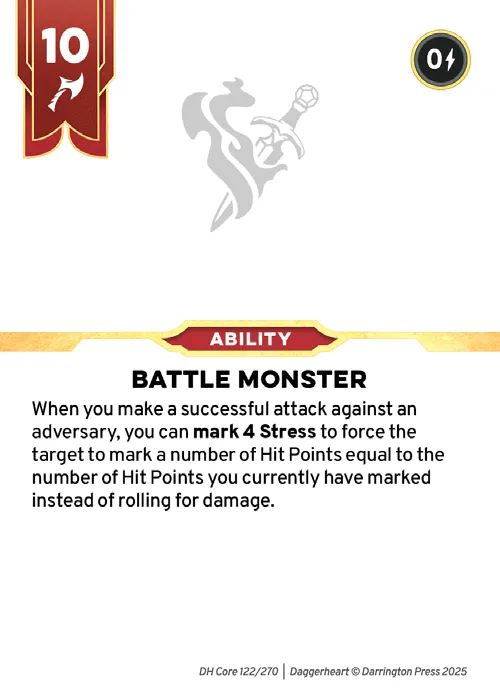 10
0
ABILITY
BATTLE MONSTER
When you make a successful attack against an
adversary, you can mark 4 Stress to force the
target to mark a number of Hit Points equal to the
number of Hit Points you currently have marked
instead of rolling for damage.
DH Core 122/270 | Daggerheart © Darrington Press 2025